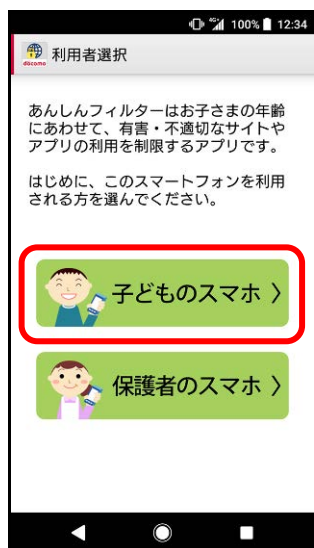 4G 100% 12:34
docomo 利用者選択
あんしんフィルターはお子さまの年齢
にあわせて、有害・不適切なサイトや
アプリの利用を制限するアプリです。
はじめに、このスマートフォンを利用
される方を選んでください。
子どものスマホ 〉
保護者のスマホ 〉